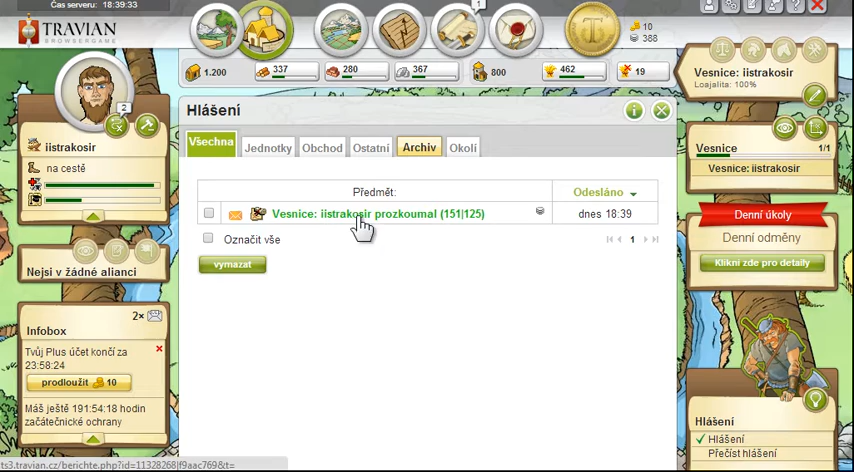 Čas serveru: 18:39:33
TRAVIAN
BROWSERGAME
1
10
388
1.200
337
280
367
800
462
19
Vesnice: iistrakosir
Loajalita: 100%
2
iistrakosir
na cestě
Nejsi v žádné alianci
Infobox
2×
Tvůj Plus účet končí za
23:58:24
prodloužit 10
Máš ještě 191:54:18 hodin
začátečnické ochrany
Hlášení
Všechna
Jednotky
Obchod
Ostatní
Archiv
Okolí
Předmět:
Odesláno
Vesnice: iistrakosir prozkoumal (151|125)
dnes 18:39
Označit vše
1
vymazat
Vesnice
1/1
Vesnice: iistrakosir
Denní úkoly
Denní odměny
Klikni zde pro detaily
Hlášení
Hlášení
Přečíst hlášení
ts3.travian.cz/berichte.php?id=11328268|f9aac769&t=